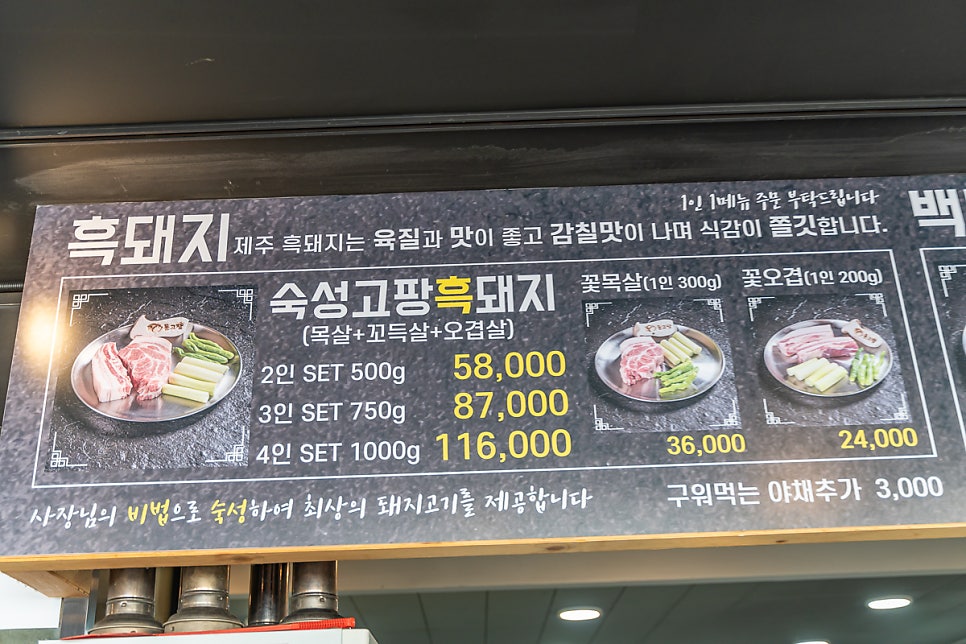 1인 1메뉴 주문 부탁드립니다
흑돼지 제주 흑돼지는 육질과 맛이 좋고 감칠맛이 나며 식감이 쫄깃합니다.
백
숙성고팡흑돼지
(목살+꼬득살+오겹살)
2인 SET 500g 58,000
3인 SET 750g 87,000
4인 SET 1000g 116,000
꽃목살(1인 300g)
36,000
꽃오겹(1인 200g)
24,000
사장님의 비법으로 숙성하여 최상의 돼지고기를 제공합니다
구워먹는 야채추가 3,000